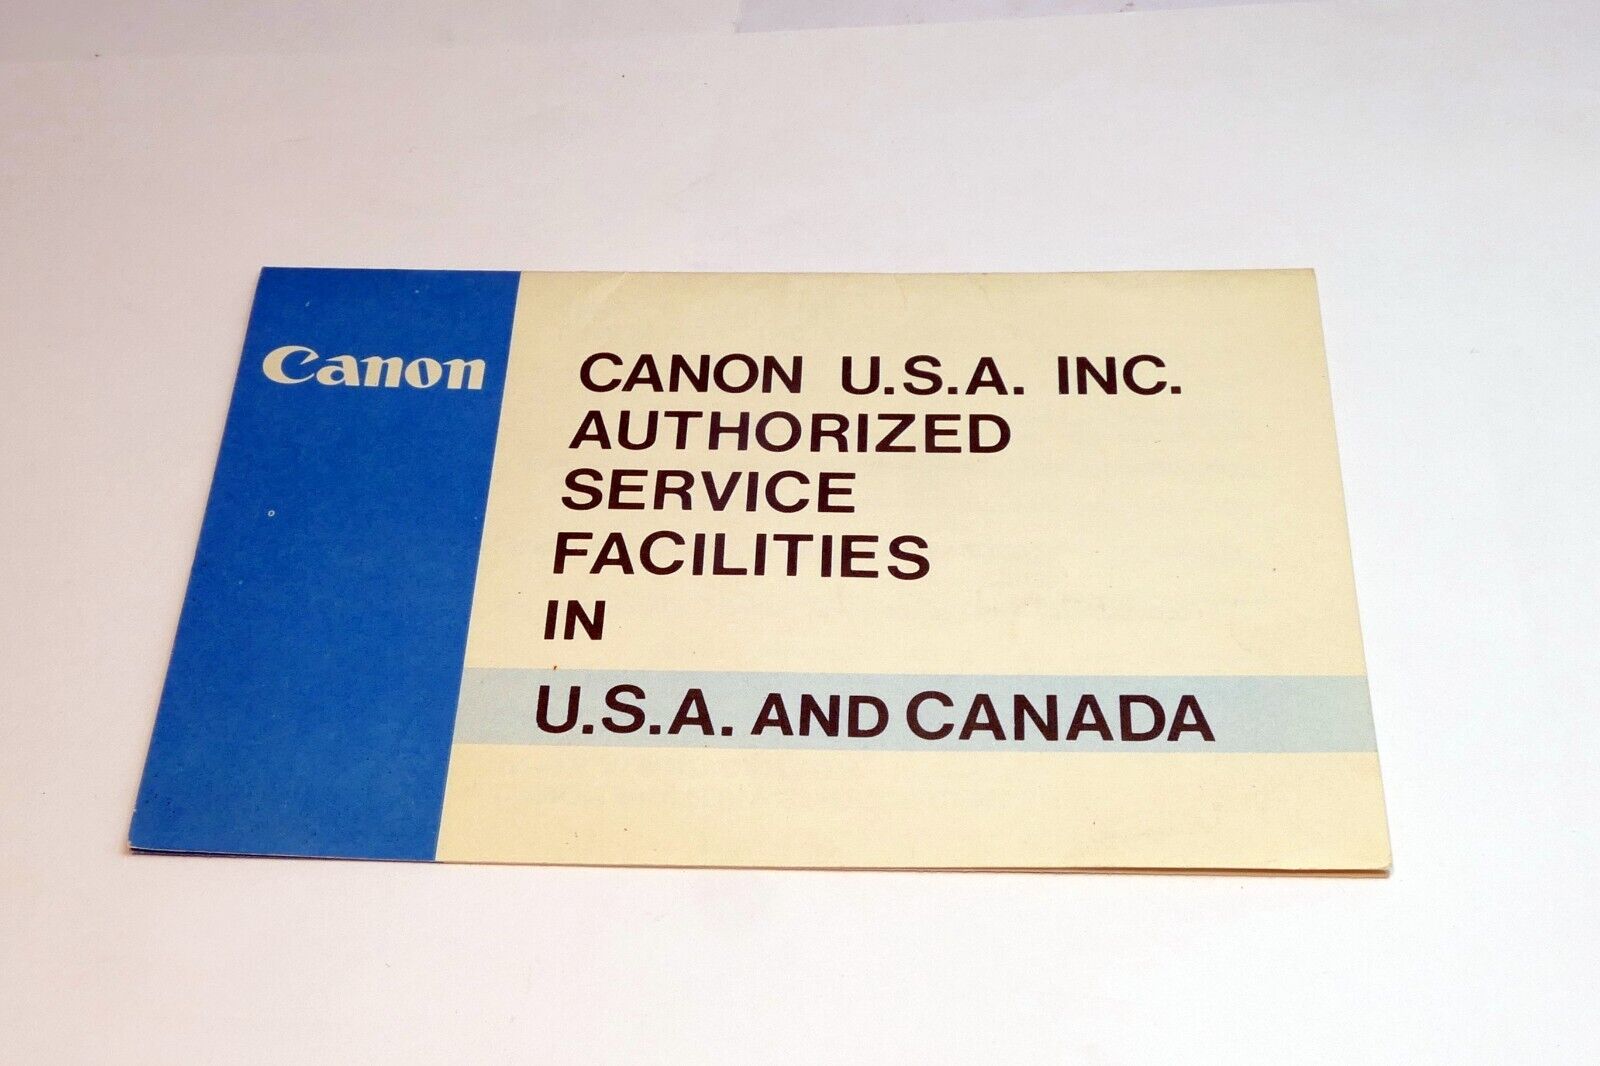 Canon
CANON U.S.A. INC.
AUTHORIZED
SERVICE
FACILITIES
IN
U.S.A. AND CANADA